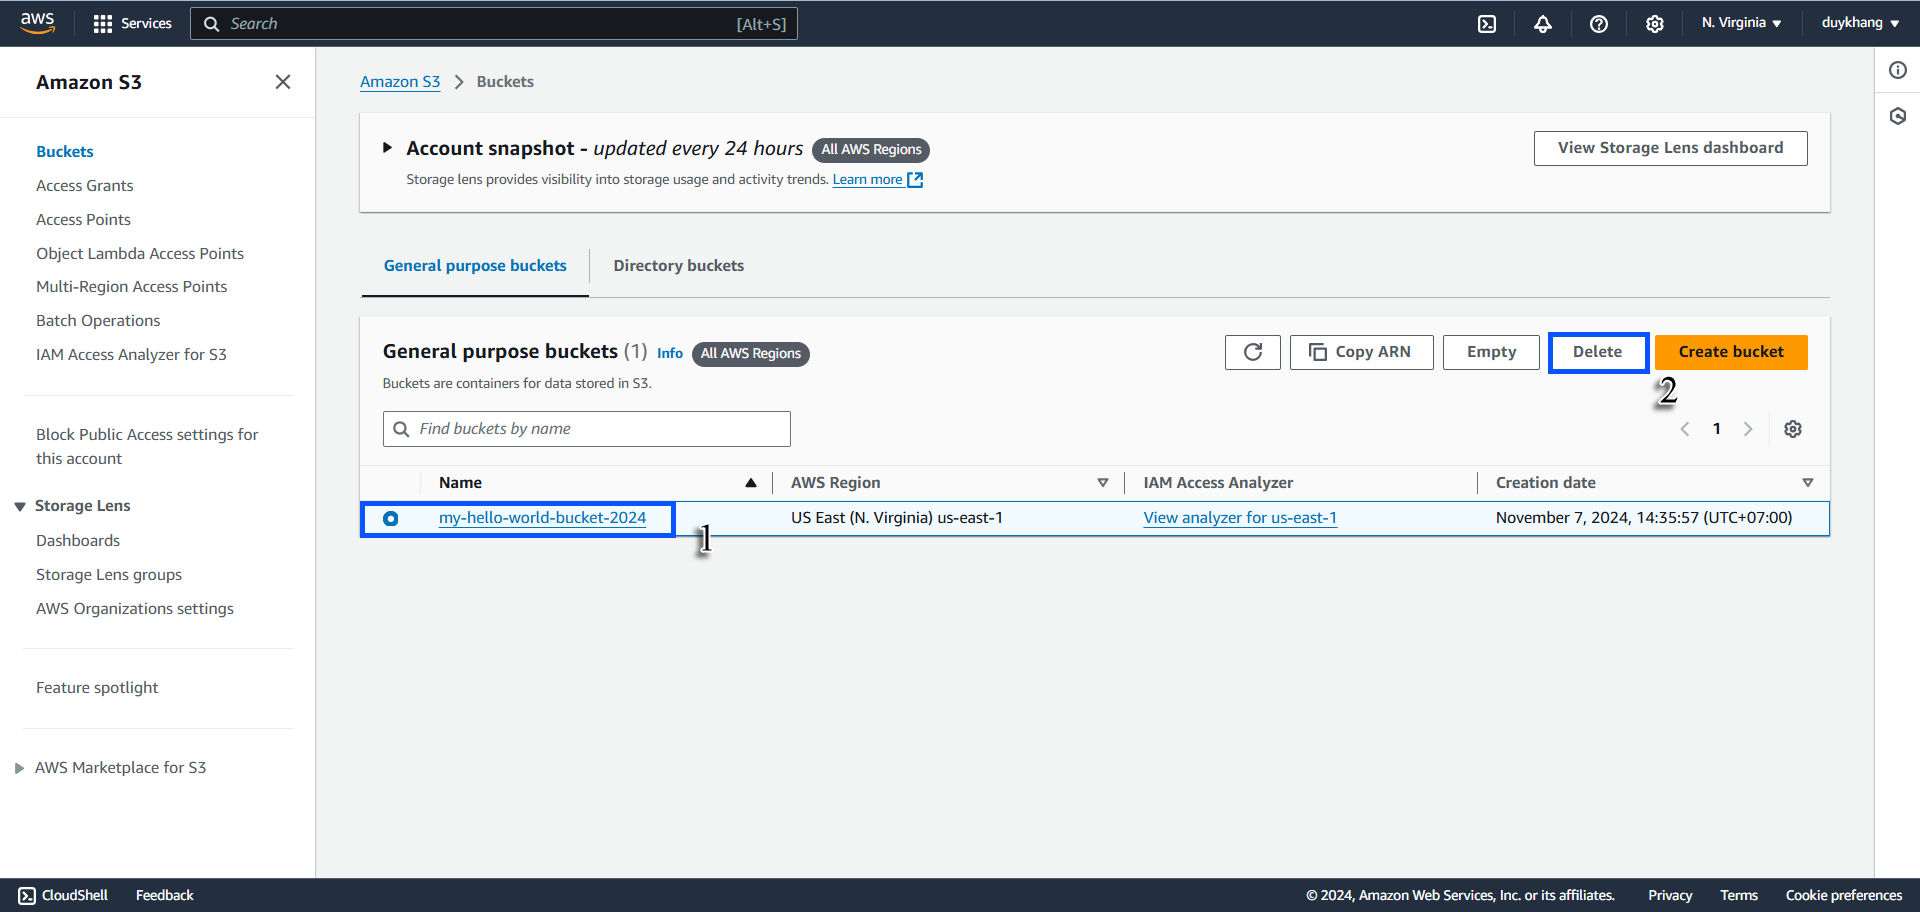 aws
Services
Search
[Alt+S]
N. Virginia
duykhang
Amazon S3
Buckets
Access Grants
Access Points
Object Lambda Access Points
Multi-Region Access Points
Batch Operations
IAM Access Analyzer for S3
Block Public Access settings for
this account
Storage Lens
Dashboards
Storage Lens groups
AWS Organizations settings
Feature spotlight
AWS Marketplace for S3
Amazon S3 > Buckets
Account snapshot - updated every 24 hours All AWS Regions
Storage lens provides visibility into storage usage and activity trends. Learn more
View Storage Lens dashboard
General purpose buckets
Directory buckets
General purpose buckets (1) Info All AWS Regions
Buckets are containers for data stored in S3.
Copy ARN
Empty
Delete
Create bucket
2
Find buckets by name
1
Name
AWS Region
IAM Access Analyzer
Creation date
my-hello-world-bucket-2024
US East (N. Virginia) us-east-1
View analyzer for us-east-1
November 7, 2024, 14:35:57 (UTC+07:00)
1
CloudShell
Feedback
© 2024, Amazon Web Services, Inc. or its affiliates.
Privacy
Terms
Cookie preferences